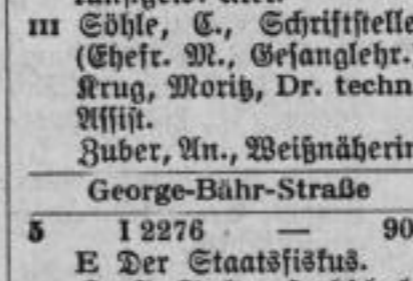 III Söhle, C., Schriftstelle
(Ehefr. M., Gesanglehr.
Krug, Moritz, Dr. techn
Assist.
Zuber, An., Weißnäherin
George-Bähr-Straße
5 I 2276 — 90
E Der Staatsfiskus.